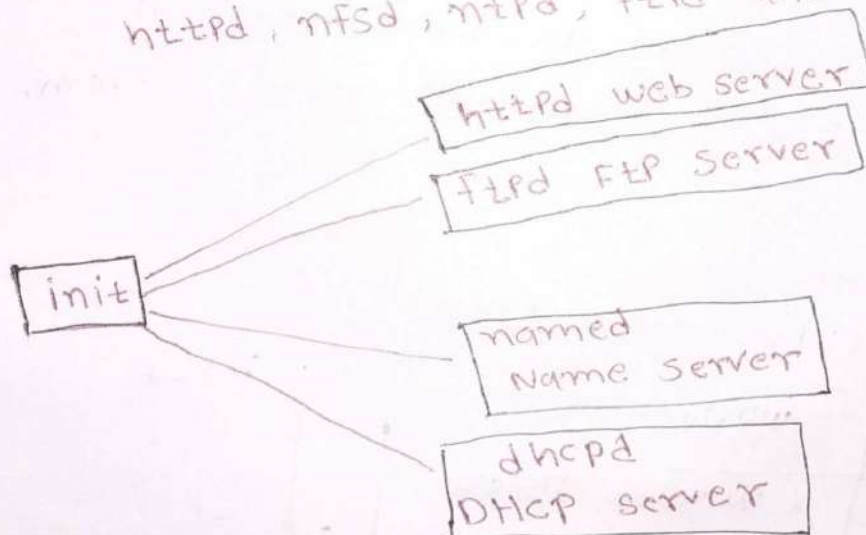 httpd, nfsd, ntpd,
httpd web server
ftpd FTP Server
init
named
Name Server
dhcpd
DHCP server